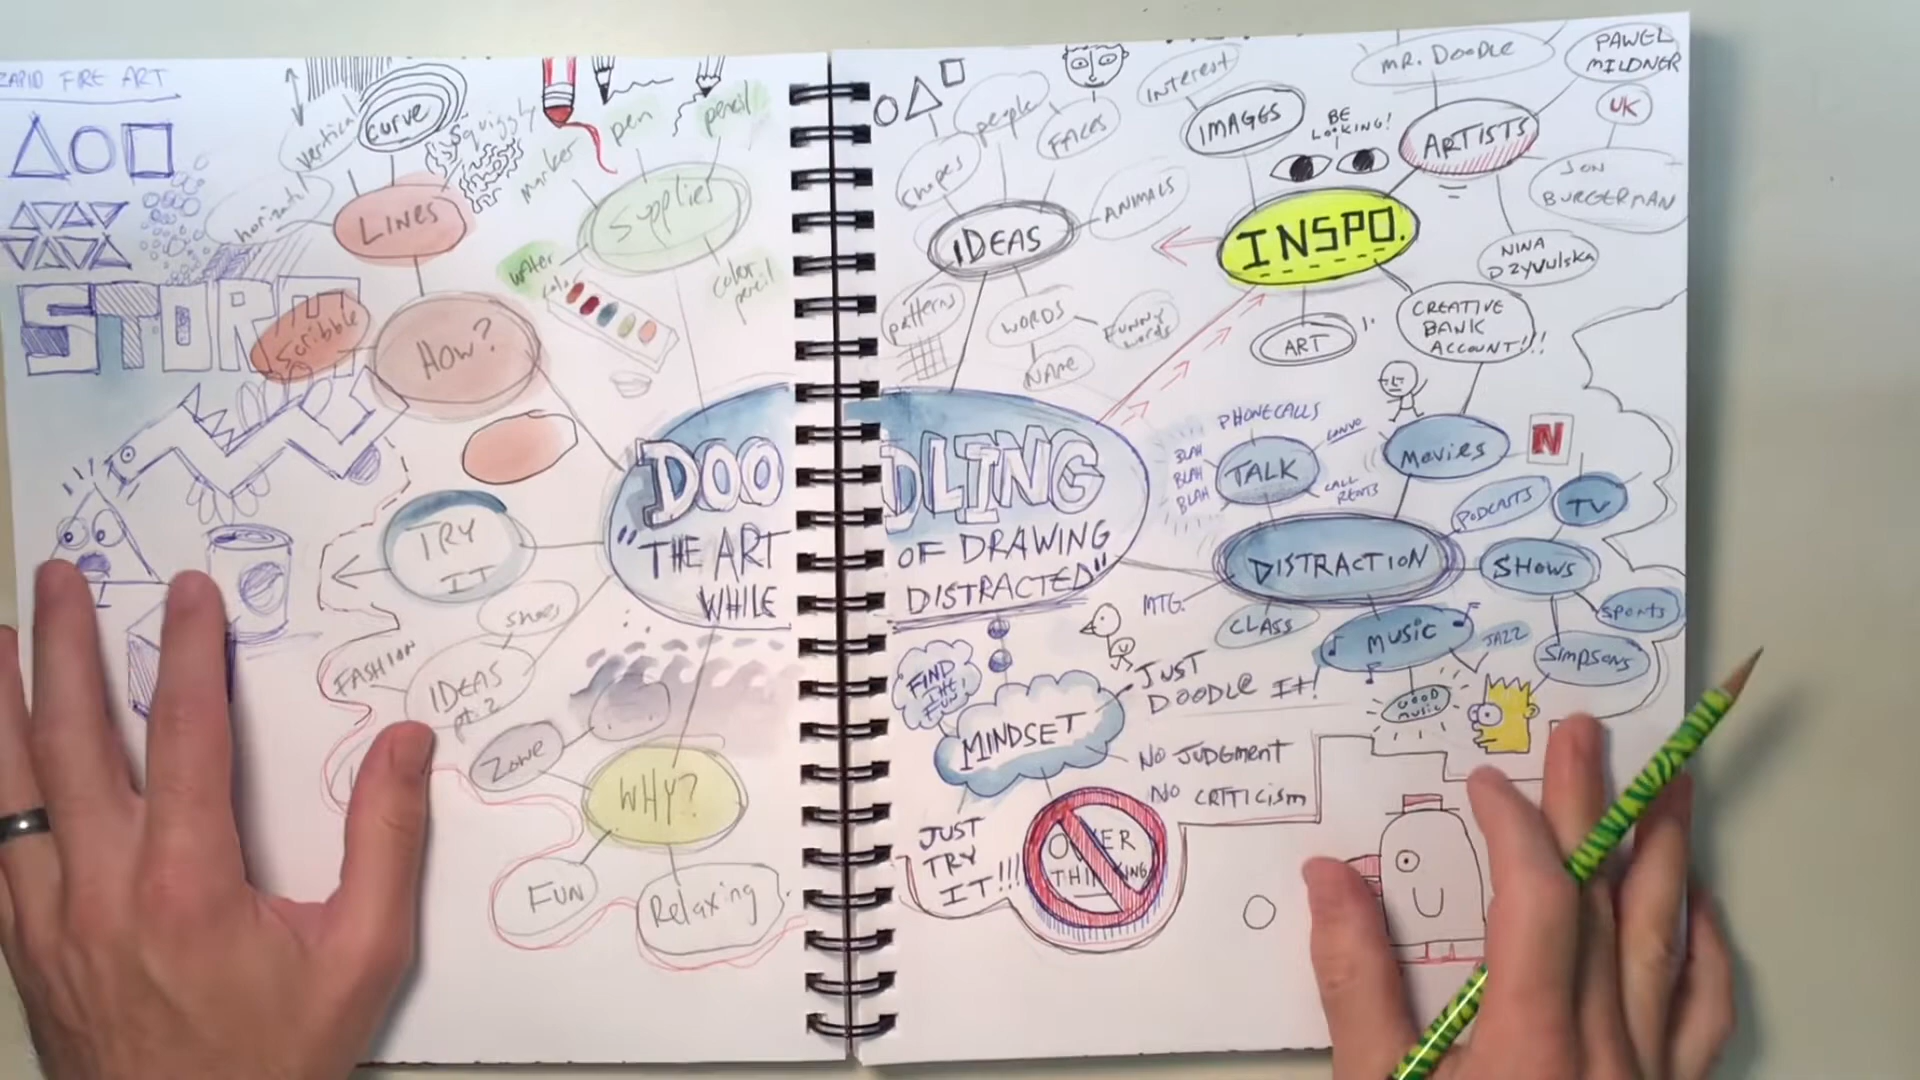 RAPID FIRE ART
vertical
curve
squiggly
horizontal
LINES
HOW?
scribble
STORE
marker
pen
pencil
Supplies
water
color
color
pencil
DOODLING
"THE ART OF DRAWING
WHILE DISTRACTED"
TRY
IT
shoes
FASHION
IDEAS
pt. 2
Zone
WHY?
FUN
Relaxing
shapes
people
FACES
ANIMALS
IDEAS
patterns
WORDS
FUNNY
words
NAME
interest
IMAGES
BE
LOOKING!
INSPO.
ART
MR. DOODLE
PAWEL
MILDNER
ARTISTS
UK
JON
BURGERMAN
NINA
DZYVULSKA
CREATIVE
BANK
ACCOUNT!!!
PHONECALLS
BLAH
BLAH
BLAH
TALK
CONVO
MOVIES
N
TV
PODCASTS
DISTRACTION
SHOWS
SPORTS
SIMPSONS
MTG.
CLASS
MUSIC
JAZZ
GOOD
MUSIC
FIND
THE
FUN!
MINDSET
JUST
DOODLE IT!
NO JUDGMENT
NO CRITICISM
JUST
TRY
IT!!!
OVER
THINKING